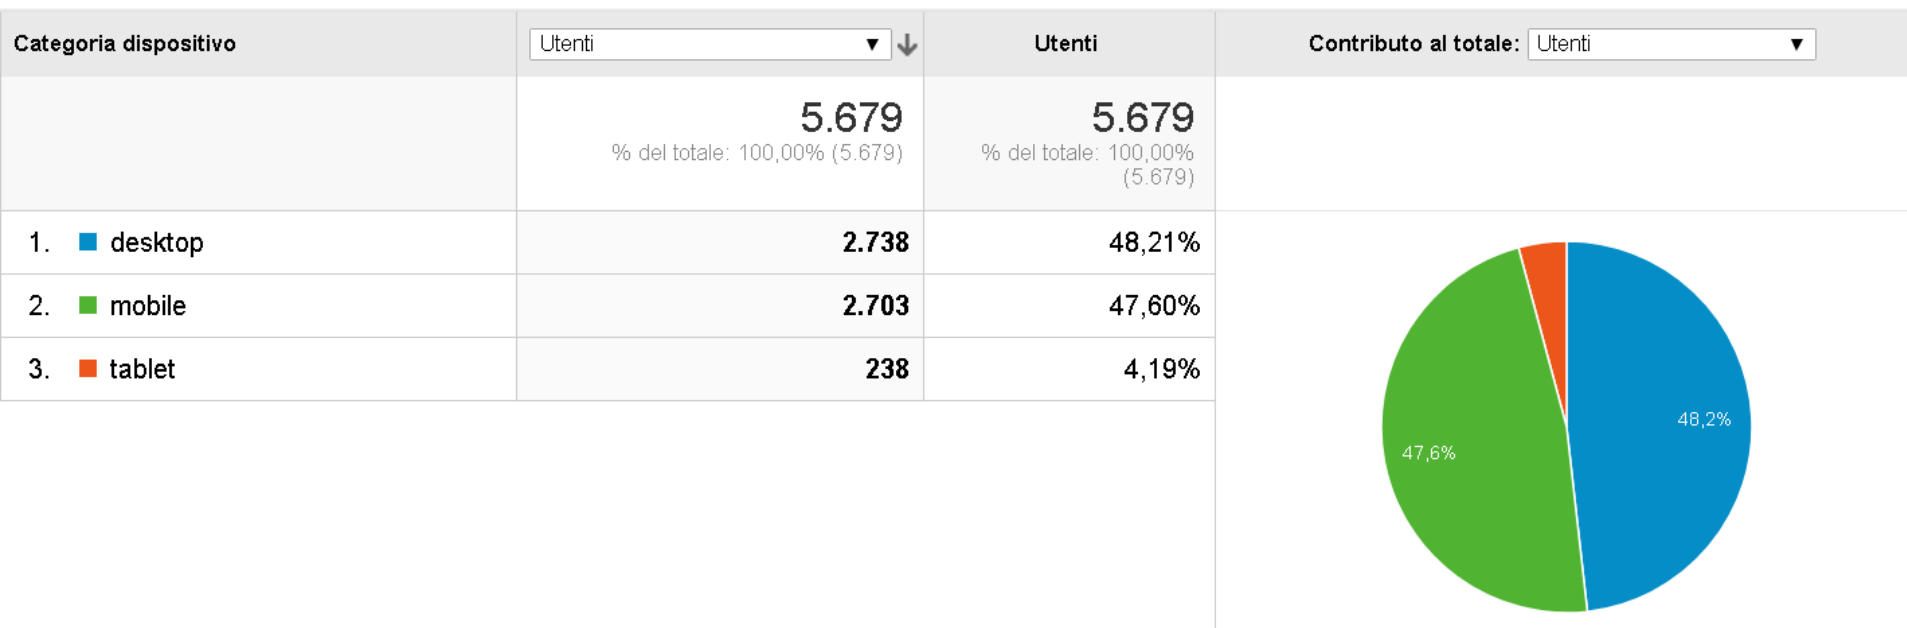 Categoria dispositivo Utenti Utenti Contributo al totale: Utenti
5.679 5.679
% del totale: 100,00% (5.679) % del totale: 100,00%
(5.679)
1. desktop 2.738 48,21%
2. mobile 2.703 47,60%
3. tablet 238 4,19%
48,2%
47,6%